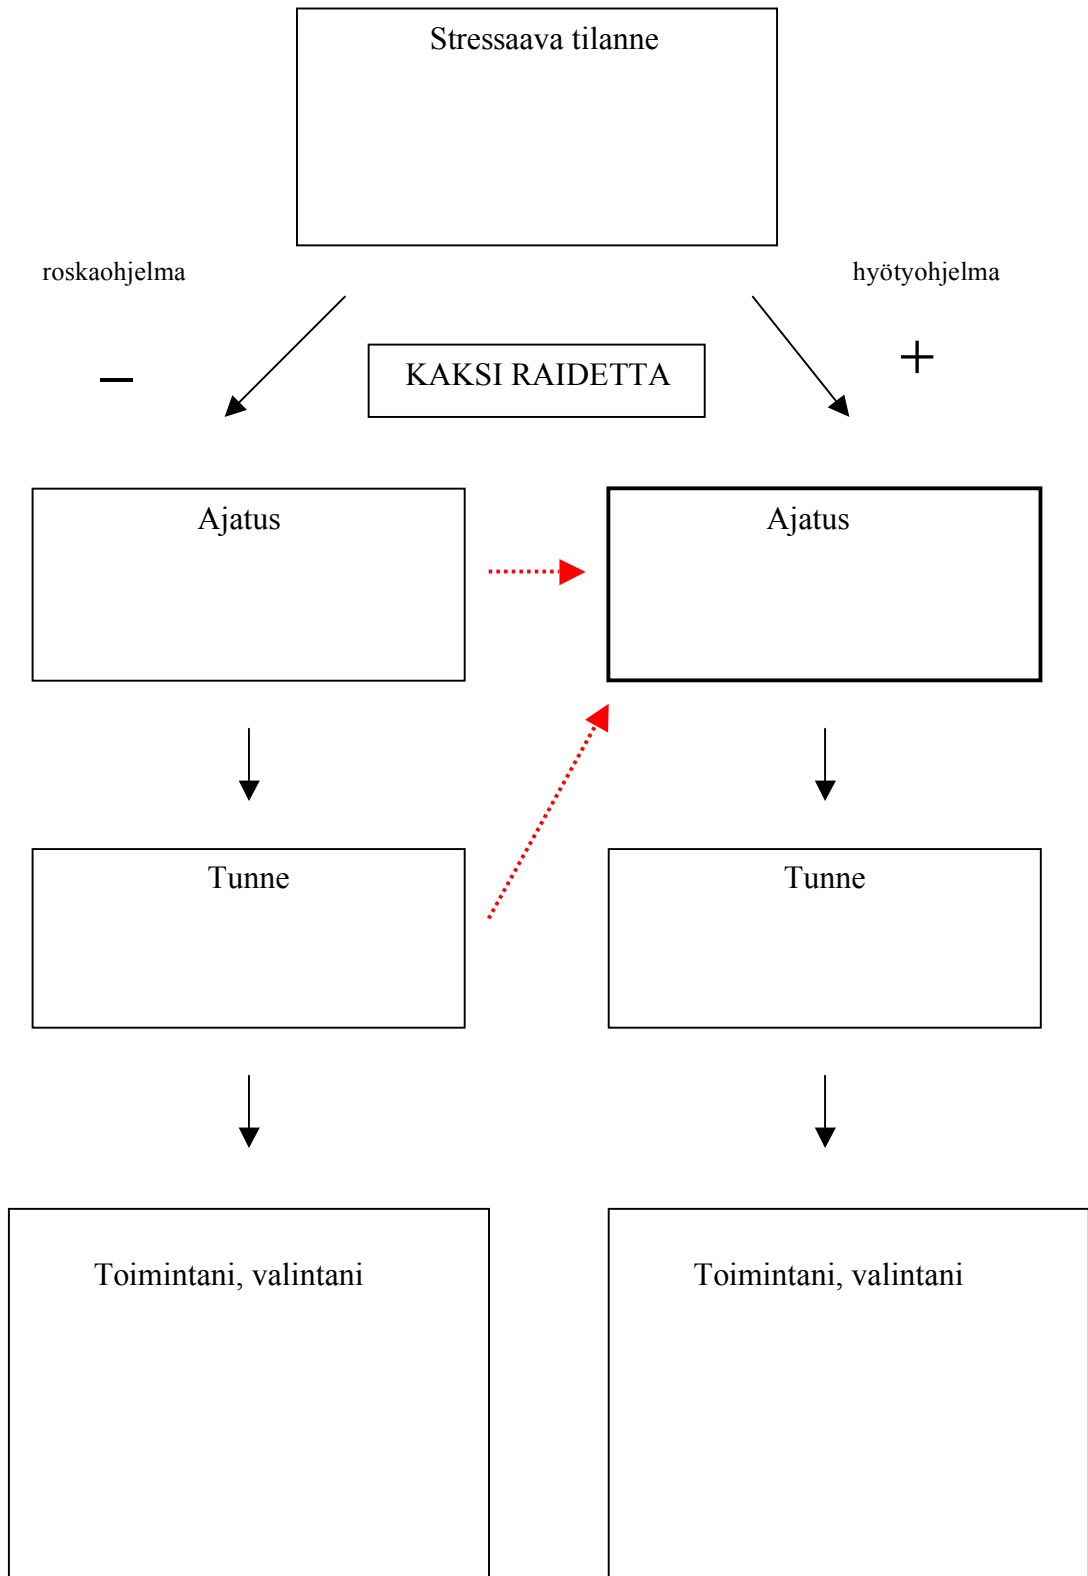 Stressaava tilanne
roskaohjelma
hyötyohjelma
–
+
KAKSI RAIDETTA
Ajatus
Ajatus
Tunne
Tunne
Toimintani, valintani
Toimintani, valintani